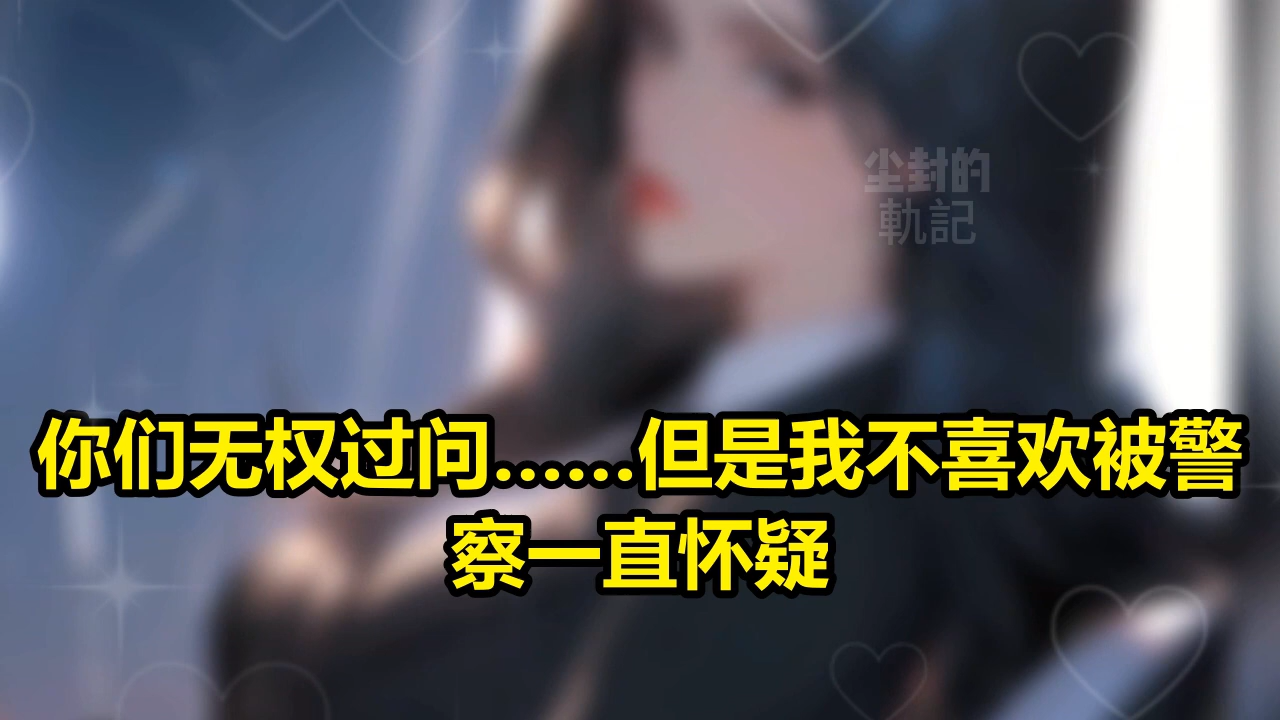 尘封的
軌記
你们无权过问……但是我不喜欢被警
察一直怀疑